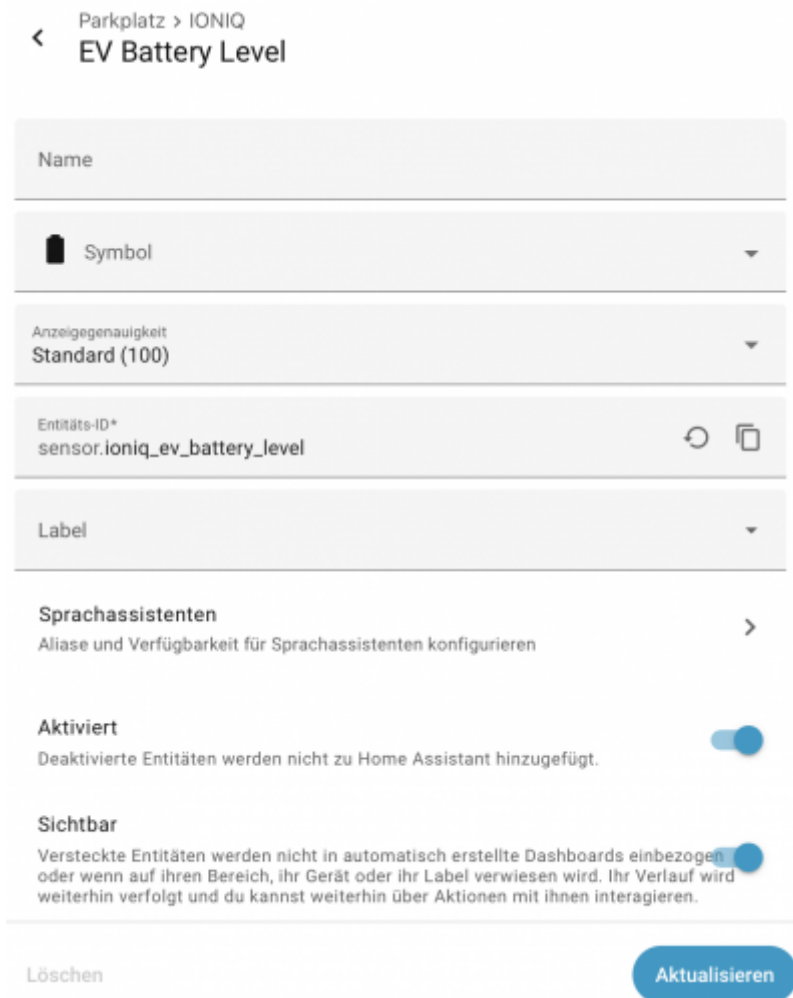 Parkplatz > IONIQ
EV Battery Level
Name
Symbol
Anzeigegenauigkeit
Standard (100)
Entitäts-ID*
sensor.ioniq_ev_battery_level
Label
Sprachassistenten
Aliase und Verfügbarkeit für Sprachassistenten konfigurieren
Aktiviert
Deaktivierte Entitäten werden nicht zu Home Assistant hinzugefügt.
Sichtbar
Versteckte Entitäten werden nicht in automatisch erstellte Dashboards einbezogen
oder wenn auf ihren Bereich, ihr Gerät oder ihr Label verwiesen wird. Ihr Verlauf wird
weiterhin verfolgt und du kannst weiterhin über Aktionen mit ihnen interagieren.
Löschen
Aktualisieren